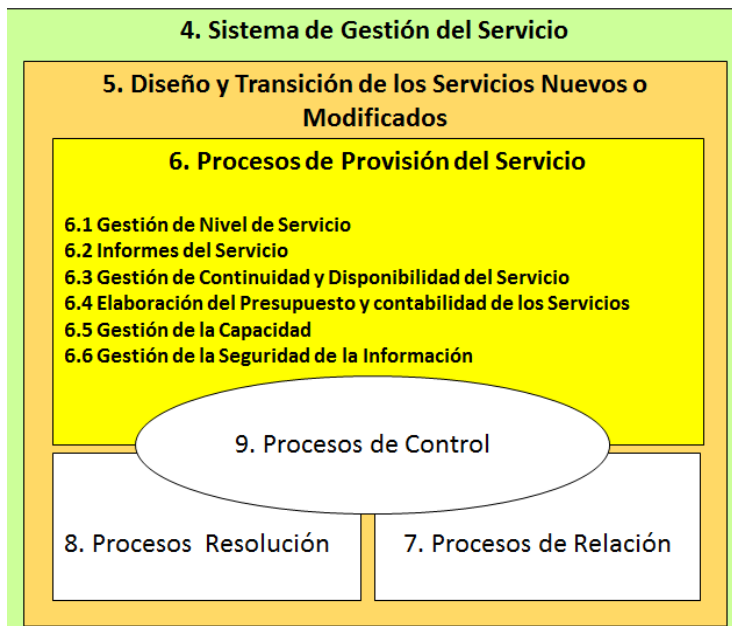 4. Sistema de Gestión del Servicio
5. Diseño y Transición de los Servicios Nuevos o
Modificados
6. Procesos de Provisión del Servicio
6.1 Gestión de Nivel de Servicio
6.2 Informes del Servicio
6.3 Gestión de Continuidad y Disponibilidad del Servicio
6.4 Elaboración del Presupuesto y contabilidad de los Servicios
6.5 Gestión de la Capacidad
6.6 Gestión de la Seguridad de la Información
9. Procesos de Control
8. Procesos Resolución
7. Procesos de Relación